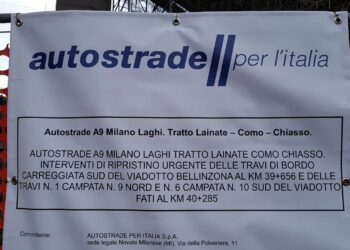 autostrade per l'italia
Autostrade A9 Milano Laghi. Tratto Lainate – Como – Chiasso.
AUTOSTRADE A9 MILANO LAGHI TRATTO LAINATE COMO CHIASSO.
INTERVENTI DI RIPRISTINO URGENTE DELLE TRAVI DI BORDO
CARREGGIATA SUD DEL VIADOTTO BELLINZONA AL KM 39+656 E DELLE
TRAVI N. 1 CAMPATA N. 9 NORD E N. 6 CAMPATA N. 10 SUD DEL VIADOTTO
FATI AL KM 40+285
Committente: AUTOSTRADE PER ITALIA S.p.A.
sede legale Novate Milanese (MI), Via della Polveriera, 11